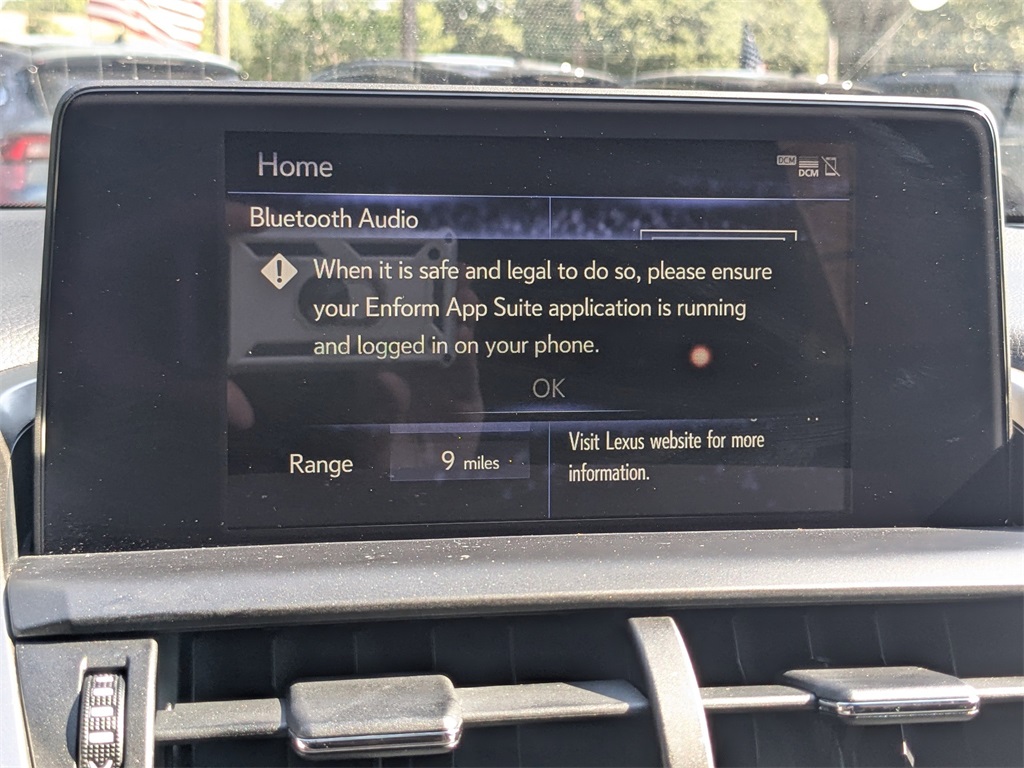 Home
DCM
DCM
Bluetooth Audio
When it is safe and legal to do so, please ensure
your Enform App Suite application is running
and logged in on your phone.
OK
Range
9 miles
Visit Lexus website for more
information.